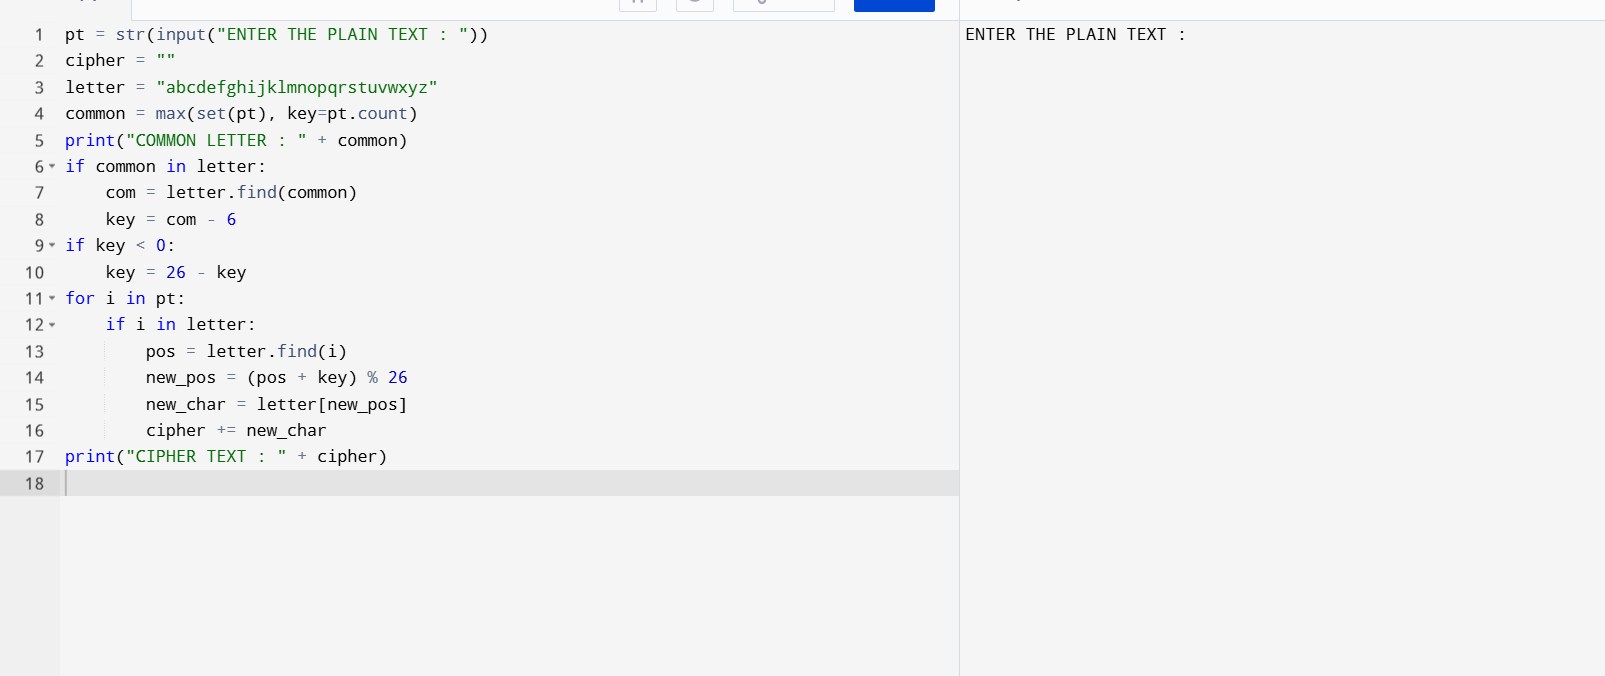 1 pt = str(input("ENTER THE PLAIN TEXT : "))
2 cipher = ""
3 letter = "abcdefghijklmnopqrstuvwxyz"
4 common = max(set(pt), key=pt.count)
5 print("COMMON LETTER : " + common)
6 if common in letter:
7     com = letter.find(common)
8     key = com - 6
9 if key < 0:
10     key = 26 - key
11 for i in pt:
12     if i in letter:
13         pos = letter.find(i)
14         new_pos = (pos + key) % 26
15         new_char = letter[new_pos]
16         cipher += new_char
17 print("CIPHER TEXT : " + cipher)
18
ENTER THE PLAIN TEXT :